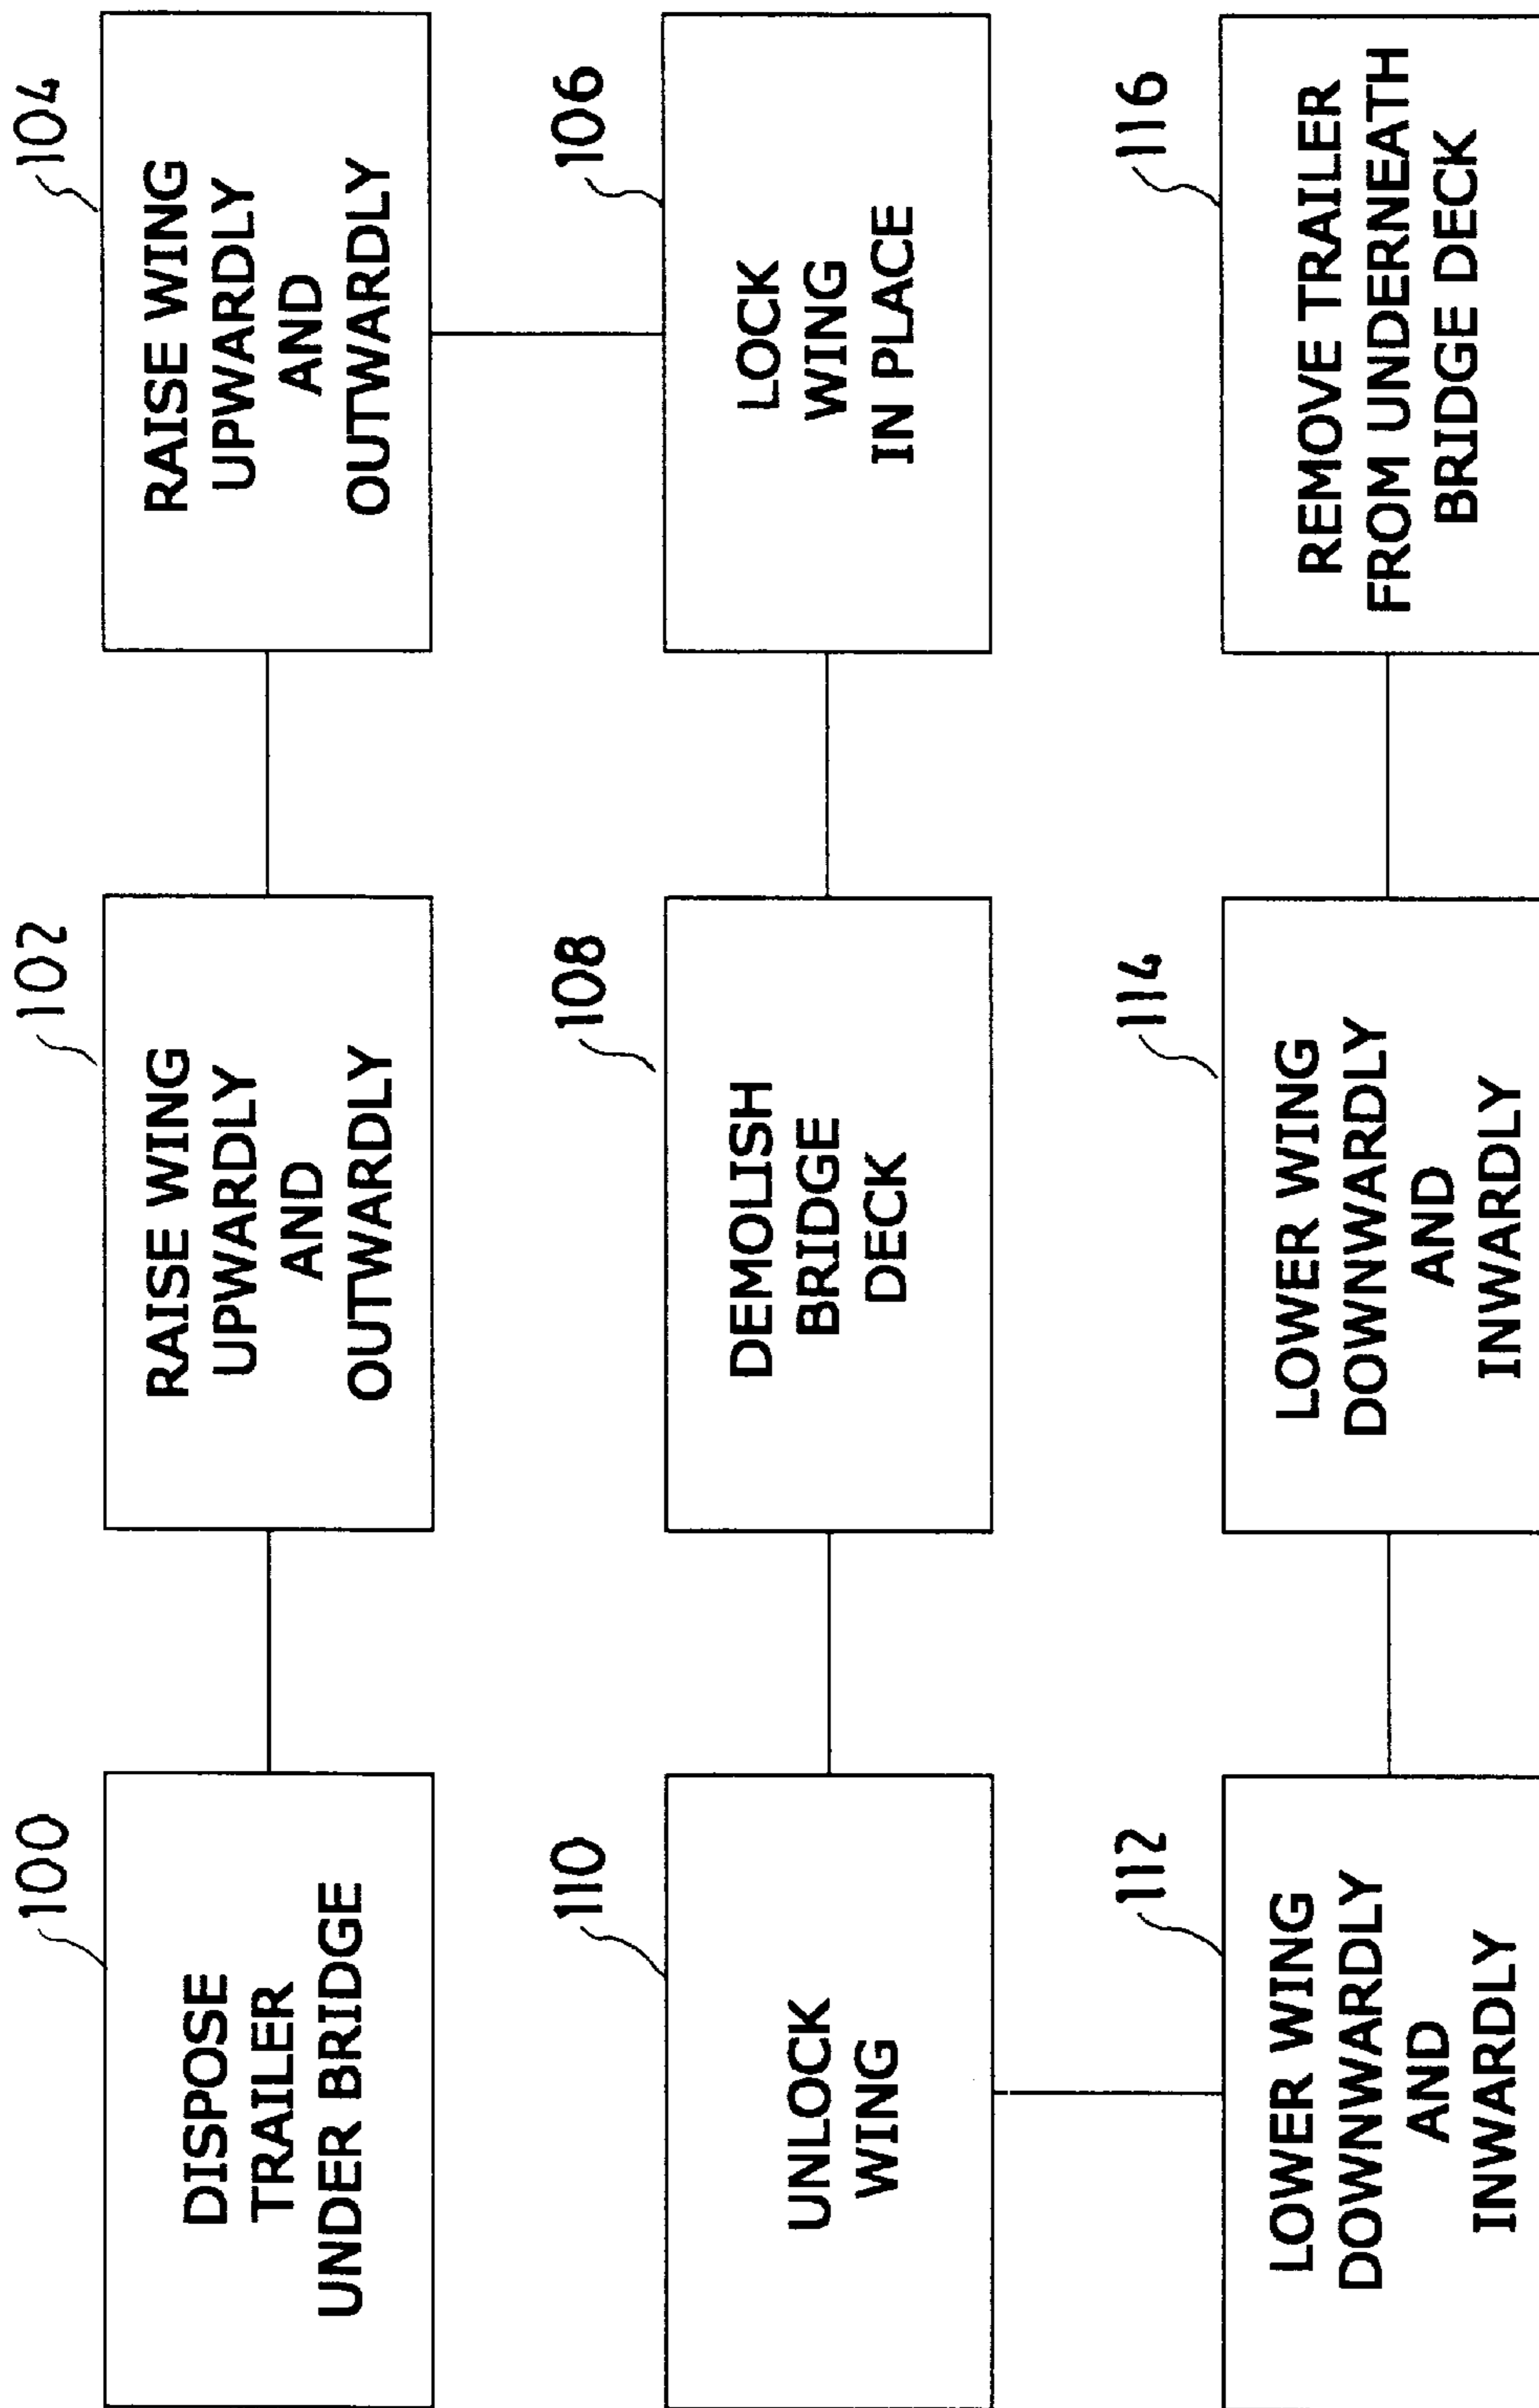 100
DISPOSE
TRAILER
UNDER BRIDGE
102
RAISE WING
UPWARDLY
AND
OUTWARDLY
104
RAISE WING
UPWARDLY
AND
OUTWARDLY
106
LOCK
WING
IN PLACE
108
DEMOLISH
BRIDGE
DECK
110
UNLOCK
WING
112
LOWER WING
DOWNWARDLY
AND
INWARDLY
114
LOWER WING
DOWNWARDLY
AND
INWARDLY
116
REMOVE TRAILER
FROM UNDERNEATH
BRIDGE DECK